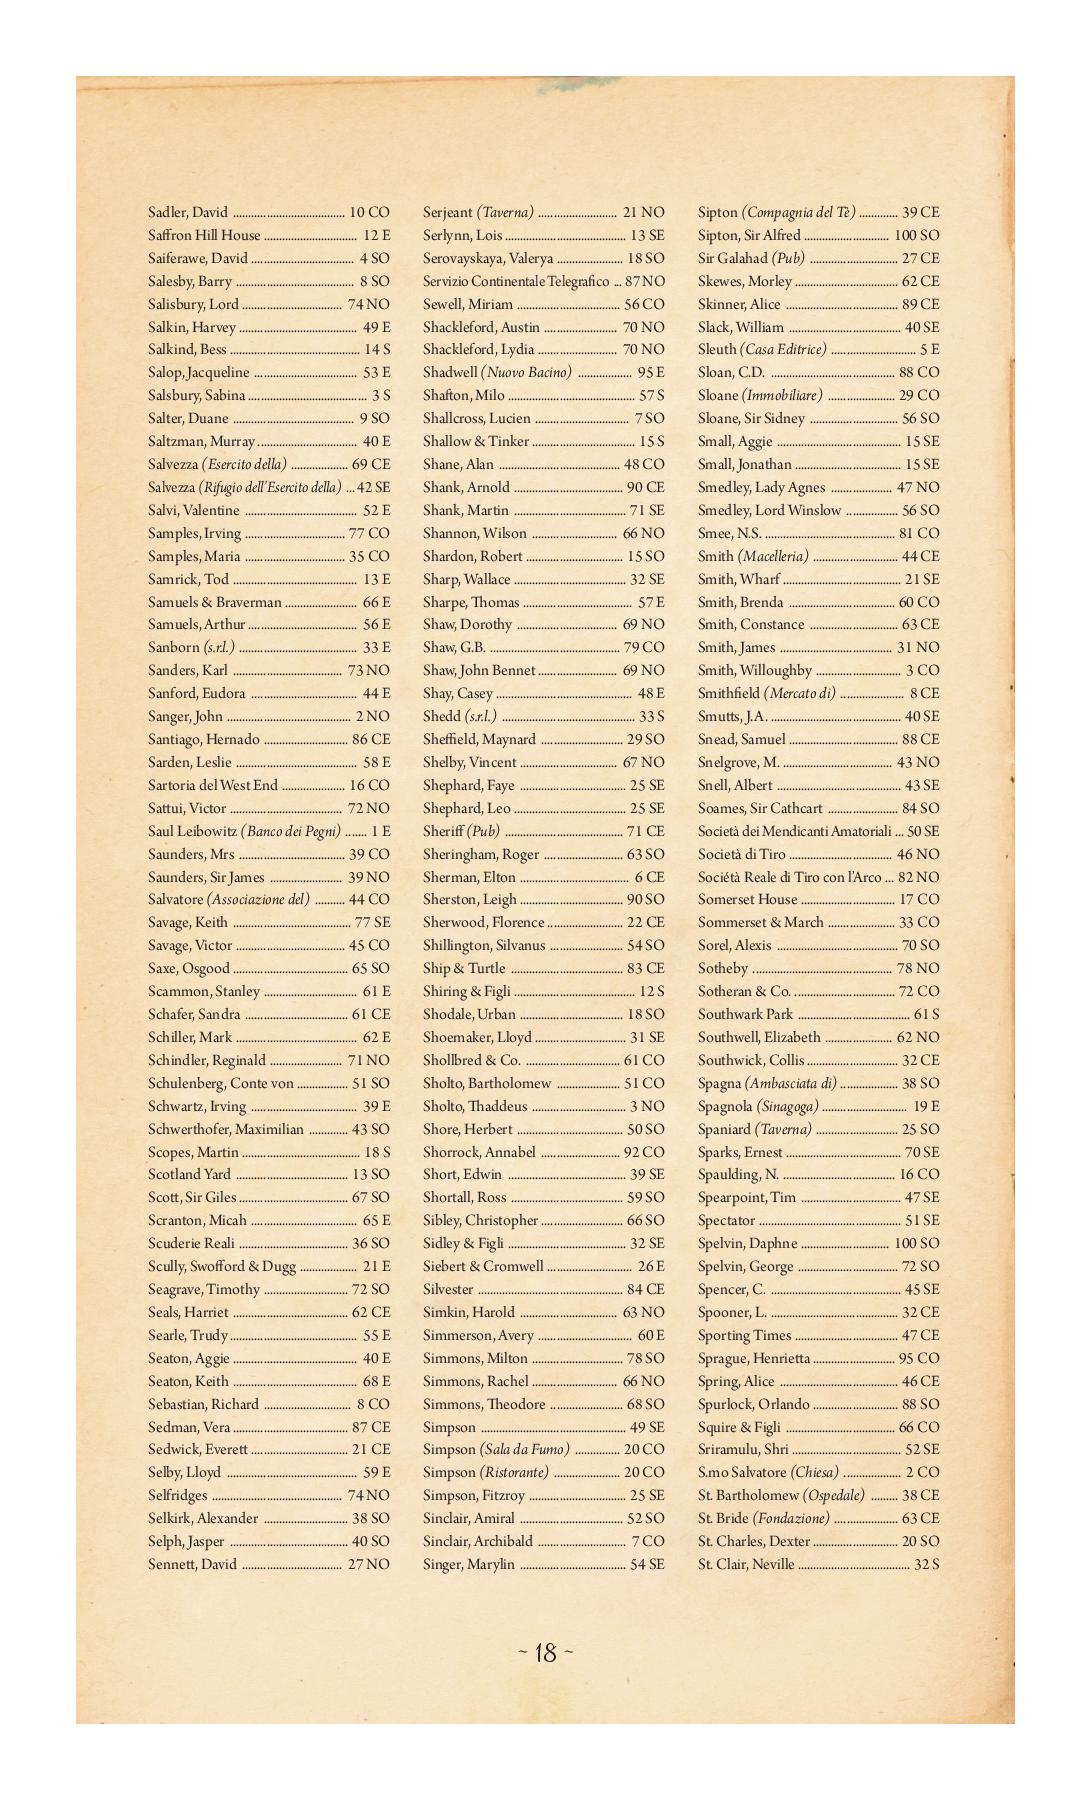 Sadler, David 10 CO
Saffron Hill House 12 E
Saiferawe, David 4 SO
Salesby, Barry 8 SO
Salisbury, Lord 74 NO
Salkin, Harvey 49 E
Salkind, Bess 14 S
Salop, Jacqueline 53 E
Salsbury, Sabina 3 S
Salter, Duane 9 SO
Saltzman, Murray 40 E
Salvezza (Esercito della) 69 CE
Salvezza (Rifugio dell'Esercito della) 42 SE
Salvi, Valentine 52 E
Samples, Irving 77 CO
Samples, Maria 35 CO
Samrick, Tod 13 E
Samuels & Braverman 66 E
Samuels, Arthur 56 E
Sanborn (s.r.l.) 33 E
Sanders, Karl 73 NO
Sanford, Eudora 44 E
Sanger, John 2 NO
Santiago, Hernado 86 CE
Sarden, Leslie 58 E
Sartoria del West End 16 CO
Sattui, Victor 72 NO
Saul Leibowitz (Banco dei Pegni) 1 E
Saunders, Mrs 39 CO
Saunders, Sir James 39 NO
Salvatore (Associazione del) 44 CO
Savage, Keith 77 SE
Savage, Victor 45 CO
Saxe, Osgood 65 SO
Scammon, Stanley 61 E
Schafer, Sandra 61 CE
Schiller, Mark 62 E
Schindler, Reginald 71 NO
Schulenberg, Conte von 51 SO
Schwartz, Irving 39 E
Schwerthofer, Maximilian 43 SO
Scopes, Martin 18 S
Scotland Yard 13 SO
Scott, Sir Giles 67 SO
Scranton, Micah 65 E
Scuderie Reali 36 SO
Scully, Swofford & Dugg 21 E
Seagrave, Timothy 72 SO
Seals, Harriet 62 CE
Searle, Trudy 55 E
Seaton, Aggie 40 E
Seaton, Keith 68 E
Sebastian, Richard 8 CO
Sedman, Vera 87 CE
Sedwick, Everett 21 CE
Selby, Lloyd 59 E
Selfridges 74 NO
Selkirk, Alexander 38 SO
Selph, Jasper 40 SO
Sennett, David 27 NO
Serjeant (Taverna) 21 NO
Serlynn, Lois 13 SE
Serovayskaya, Valerya 18 SO
Servizio Continentale Telegrafico 87 NO
Sewell, Miriam 56 CO
Shackleford, Austin 70 NO
Shackleford, Lydia 70 NO
Shadwell (Nuovo Bacino) 95 E
Shafton, Milo 57 S
Shallcross, Lucien 7 SO
Shallow & Tinker 15 S
Shane, Alan 48 CO
Shank, Arnold 90 CE
Shank, Martin 71 SE
Shannon, Wilson 66 NO
Shardon, Robert 15 SO
Sharp, Wallace 32 SE
Sharpe, Thomas 57 E
Shaw, Dorothy 69 NO
Shaw, G.B. 79 CO
Shaw, John Bennet 69 NO
Shay, Casey 48 E
Shedd (s.r.l.) 33 S
Sheffield, Maynard 29 SO
Shelby, Vincent 67 NO
Shephard, Faye 25 SE
Shephard, Leo 25 SE
Sheriff (Pub) 71 CE
Sheringham, Roger 63 SO
Sherman, Elton 6 CE
Sherston, Leigh 90 SO
Sherwood, Florence 22 CE
Shillington, Silvanus 54 SO
Ship & Turtle 83 CE
Shiring & Figli 12 S
Shodale, Urban 18 SO
Shoemaker, Lloyd 31 SE
Shollbred & Co. 61 CO
Sholto, Bartholomew 51 CO
Sholto, Thaddeus 3 NO
Shore, Herbert 50 SO
Shorrock, Annabel 92 CO
Short, Edwin 39 SE
Shortall, Ross 59 SO
Sibley, Christopher 66 SO
Sidley & Figli 32 SE
Siebert & Cromwell 26 E
Silvester 84 CE
Simkin, Harold 63 NO
Simmerson, Avery 60 E
Simmons, Milton 78 SO
Simmons, Rachel 66 NO
Simmons, Theodore 68 SO
Simpson 49 SE
Simpson (Sala da Fumo) 20 CO
Simpson (Ristorante) 20 CO
Simpson, Fitzroy 25 SE
Sinclair, Amiral 52 SO
Sinclair, Archibald 7 CO
Singer, Marylin 54 SE
Sipton (Compagnia del Tè) 39 CE
Sipton, Sir Alfred 100 SO
Sir Galahad (Pub) 27 CE
Skewes, Morley 62 CE
Skinner, Alice 89 CE
Slack, William 40 SE
Sleuth (Casa Editrice) 5 E
Sloan, C.D. 88 CO
Sloane (Immobiliare) 29 CO
Sloane, Sir Sidney 56 SO
Small, Aggie 15 SE
Small, Jonathan 15 SE
Smedley, Lady Agnes 47 NO
Smedley, Lord Winslow 56 SO
Smee, N.S. 81 CO
Smith (Macelleria) 44 CE
Smith, Wharf 21 SE
Smith, Brenda 60 CO
Smith, Constance 63 CE
Smith, James 31 NO
Smith, Willoughby 3 CO
Smithfield (Mercato di) 8 CE
Smutts, J.A. 40 SE
Snead, Samuel 88 CE
Snelgrove, M. 43 NO
Snell, Albert 43 SE
Soames, Sir Cathcart 84 SO
Società dei Mendicanti Amatoriali 50 SE
Società di Tiro 46 NO
Sociétà Reale di Tiro con l'Arco 82 NO
Somerset House 17 CO
Sommerset & March 33 CO
Sorel, Alexis 70 SO
Sotheby 78 NO
Sotheran & Co. 72 CO
Southwark Park 61 S
Southwell, Elizabeth 62 NO
Southwick, Collis 32 CE
Spagna (Ambasciata di) 38 SO
Spagnola (Sinagoga) 19 E
Spaniard (Taverna) 25 SO
Sparks, Ernest 70 SE
Spaulding, N. 16 CO
Spearpoint, Tim 47 SE
Spectator 51 SE
Spelvin, Daphne 100 SO
Spelvin, George 72 SO
Spencer, C. 45 SE
Spooner, L. 32 CE
Sporting Times 47 CE
Sprague, Henrietta 95 CO
Spring, Alice 46 CE
Spurlock, Orlando 88 SO
Squire & Figli 66 CO
Sriramulu, Shri 52 SE
S.mo Salvatore (Chiesa) 2 CO
St. Bartholomew (Ospedale) 38 CE
St. Bride (Fondazione) 63 CE
St. Charles, Dexter 20 SO
St. Clair, Neville 32 S
~ 18 ~